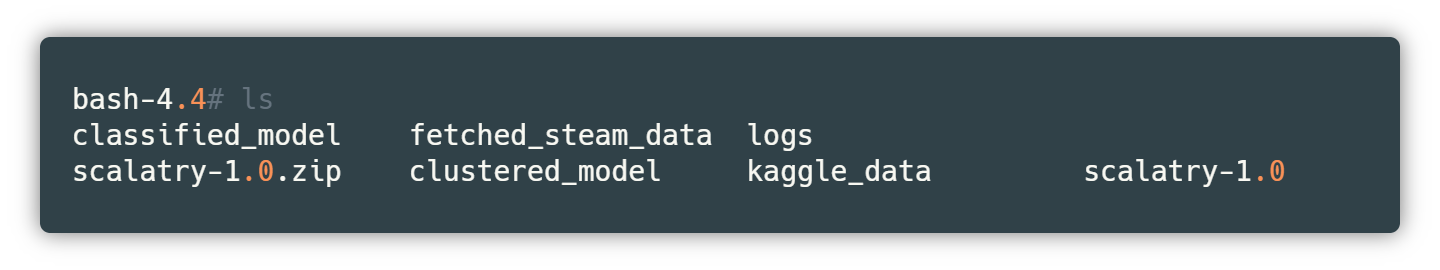 bash-4.4# ls
classified_model    fetched_steam_data  logs
scalatry-1.0.zip    clustered_model     kaggle_data         scalatry-1.0